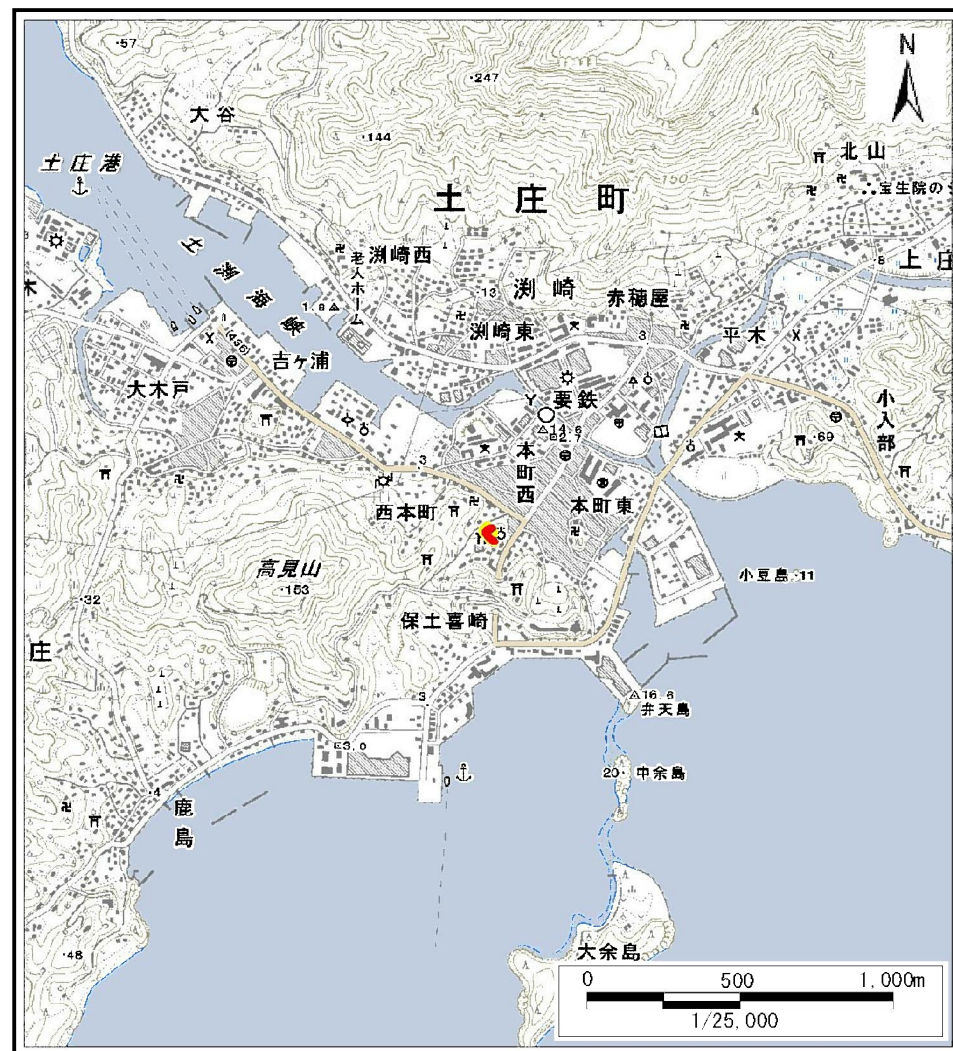 57
247
N
大谷
144
北山
土庄港
150
宝生院の
土庄町
上庄
8
渕崎西
土渕海峡
老人ホーム
13
渕崎
赤穂屋
1.8
渕崎東
3
平木
木
(436)
吉ヶ浦
要鉄
小入部
大木戸
14.6
2.7
69
本町西
3
西本町
本町東
高見山
153
小豆島
11
32
保土喜崎
庄
30
3
16.6
弁天島
3.0
20
中余島
4
鹿島
48
大余島
0 500 1,000m
1/25,000